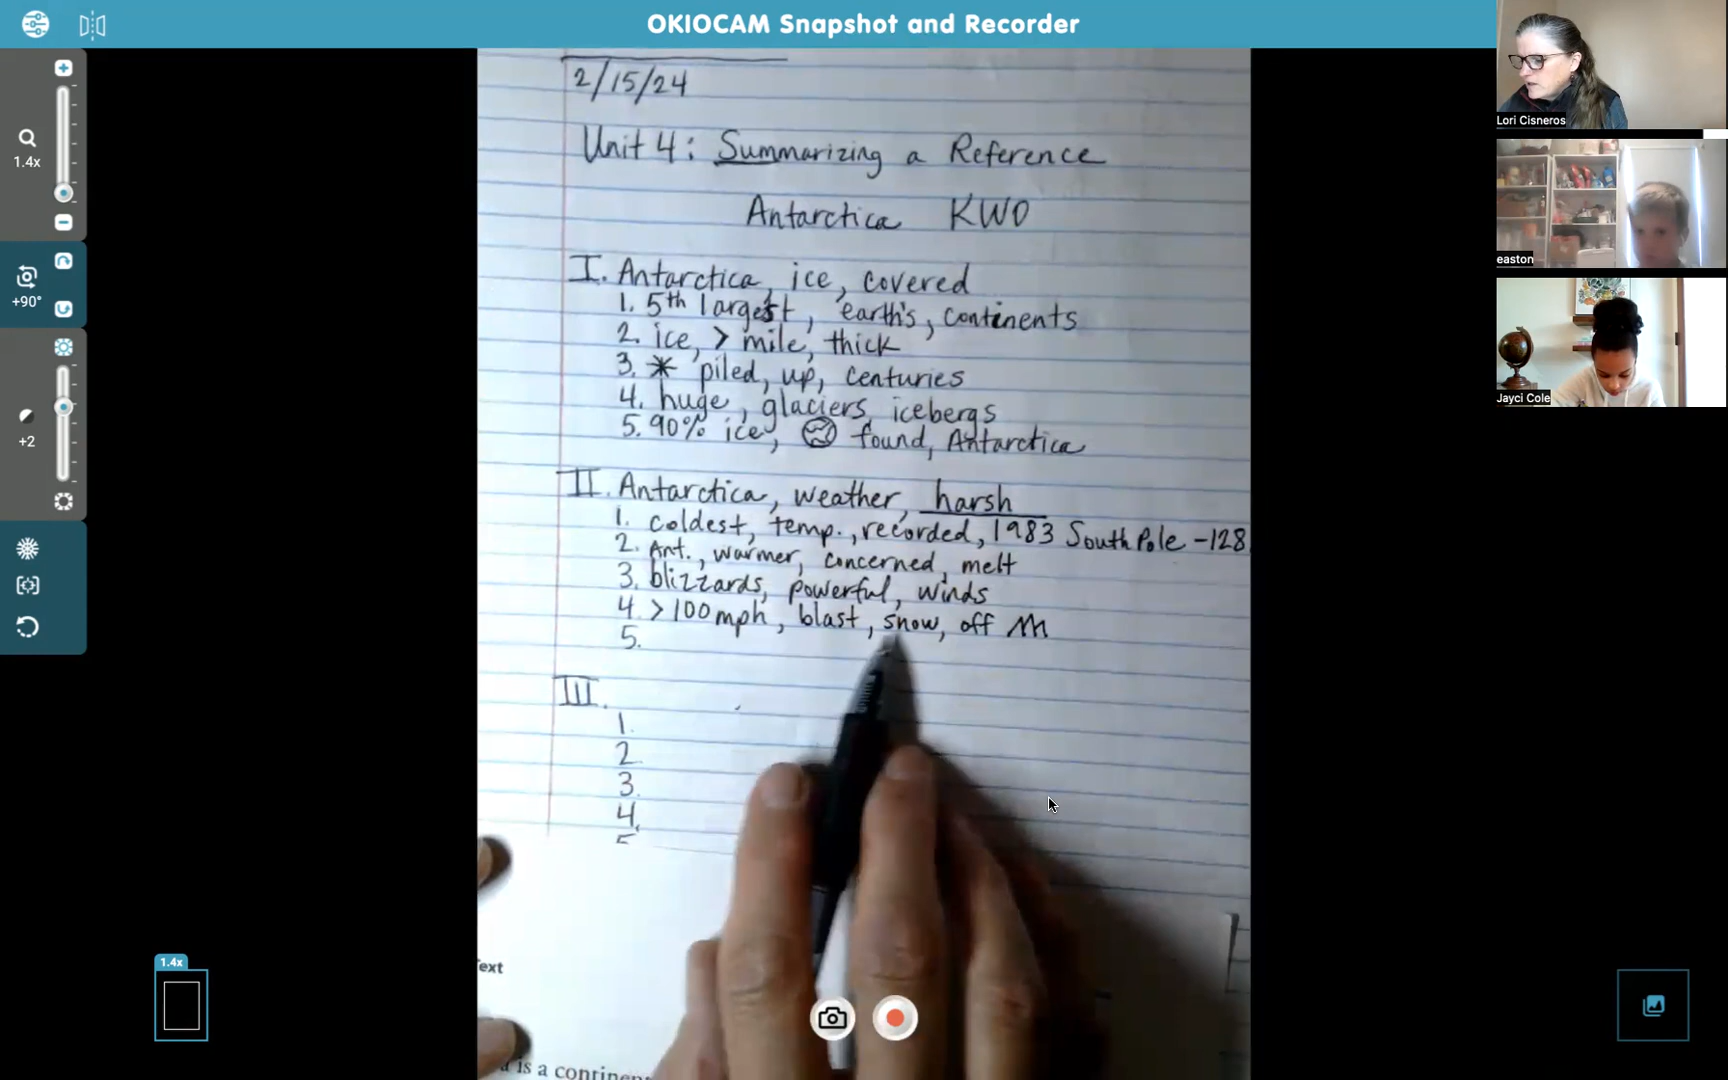 OKIOCAM Snapshot and Recorder
1.4x
+90°
+2
1.4x
Lori Cisneros
easton
Jayci Cole
2/15/24
Unit 4: Summarizing a Reference
Antarctica KWO
I. Antarctica, ice, covered
1. 5th largest, earth's, continents
2. ice, > mile, thick
3. * piled, up, centuries
4. huge, glaciers, icebergs
5. 90% ice, found, Antarctica
II. Antarctica, weather, harsh
1. coldest, temp., recorded, 1983 South Pole -128
2. Ant., warmer, concerned, melt
3. blizzards, powerful, winds
4. >100 mph, blast, snow, off
5.
III.
1.
2.
3.
4.
5
ext
is a continen